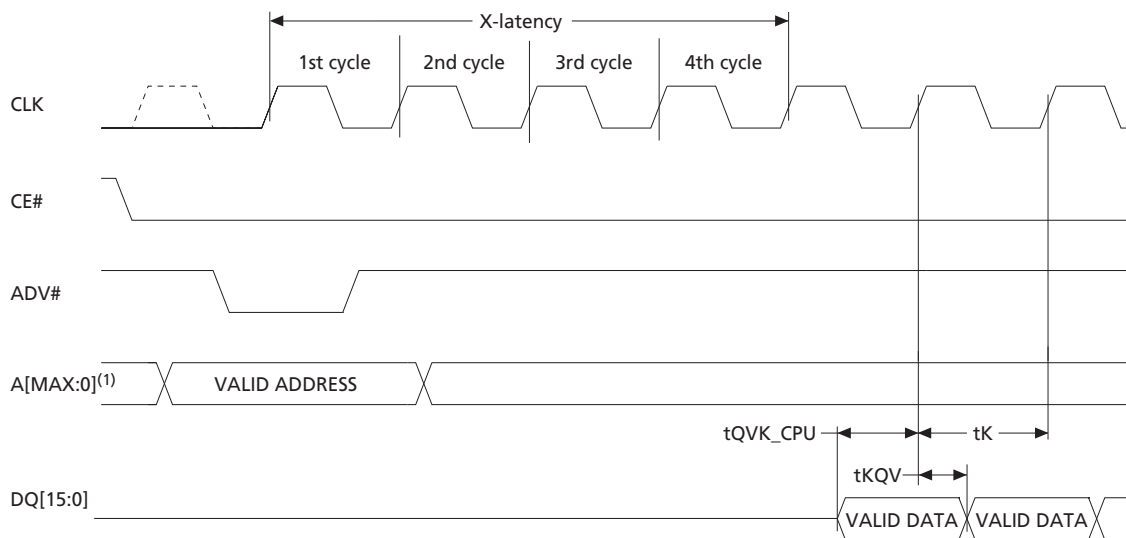 X-latency
1st cycle 2nd cycle 3rd cycle 4th cycle
CLK
CE#
ADV#
A[MAX:0](1) VALID ADDRESS
tQVK_CPU tK
tKQV
DQ[15:0] VALID DATA VALID DATA